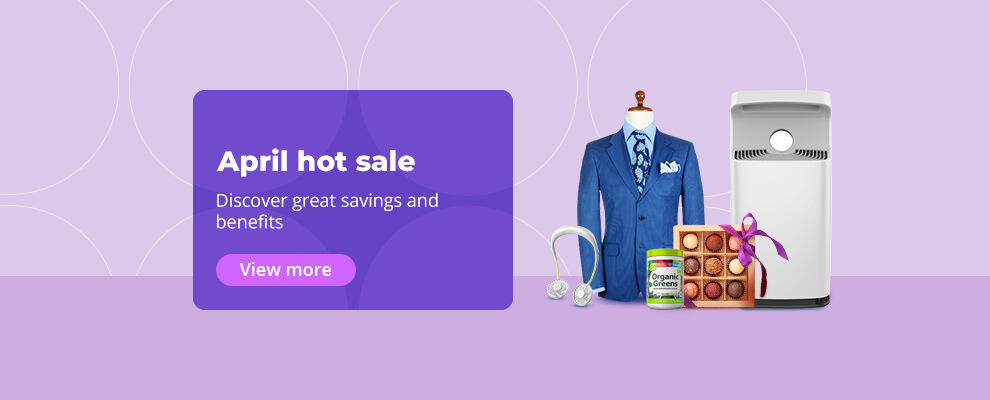 April hot sale
Discover great savings and
benefits
View more
Organic
Greens